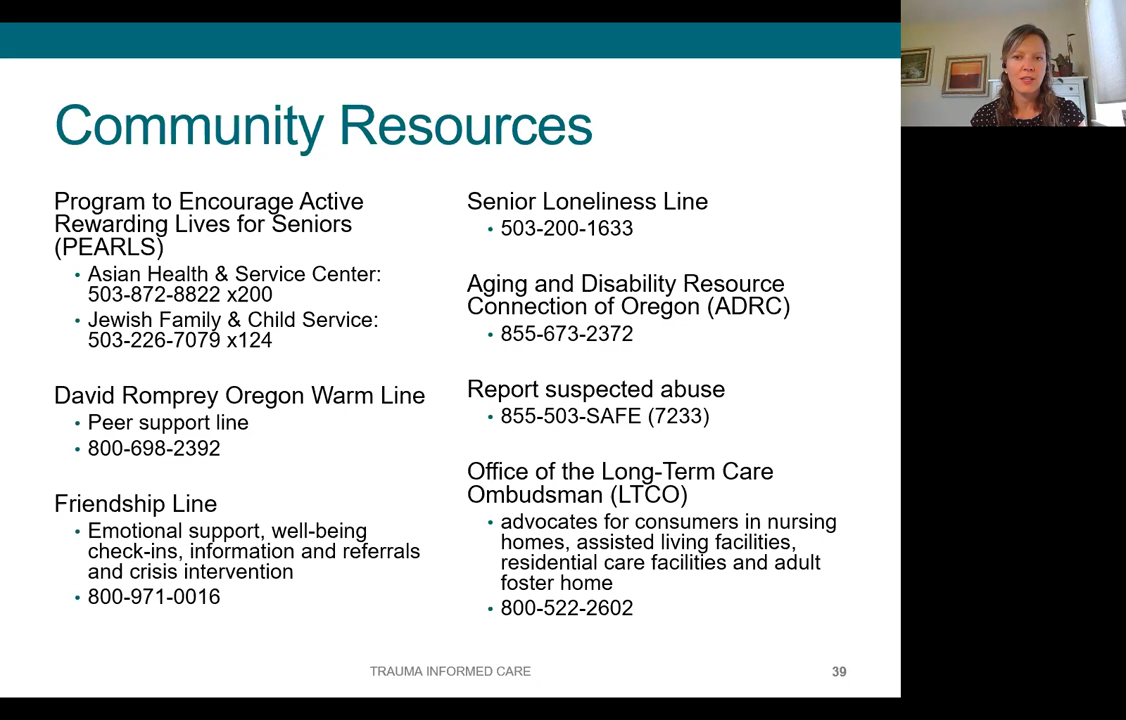 Community Resources
Program to Encourage Active
Rewarding Lives for Seniors
(PEARLS)
• Asian Health & Service Center:
503-872-8822 x200
• Jewish Family & Child Service:
503-226-7079 x124
David Romprey Oregon Warm Line
• Peer support line
• 800-698-2392
Friendship Line
• Emotional support, well-being
check-ins, information and referrals
and crisis intervention
• 800-971-0016
Senior Loneliness Line
• 503-200-1633
Aging and Disability Resource
Connection of Oregon (ADRC)
• 855-673-2372
Report suspected abuse
• 855-503-SAFE (7233)
Office of the Long-Term Care
Ombudsman (LTCO)
• advocates for consumers in nursing
homes, assisted living facilities,
residential care facilities and adult
foster home
• 800-522-2602
TRAUMA INFORMED CARE
39